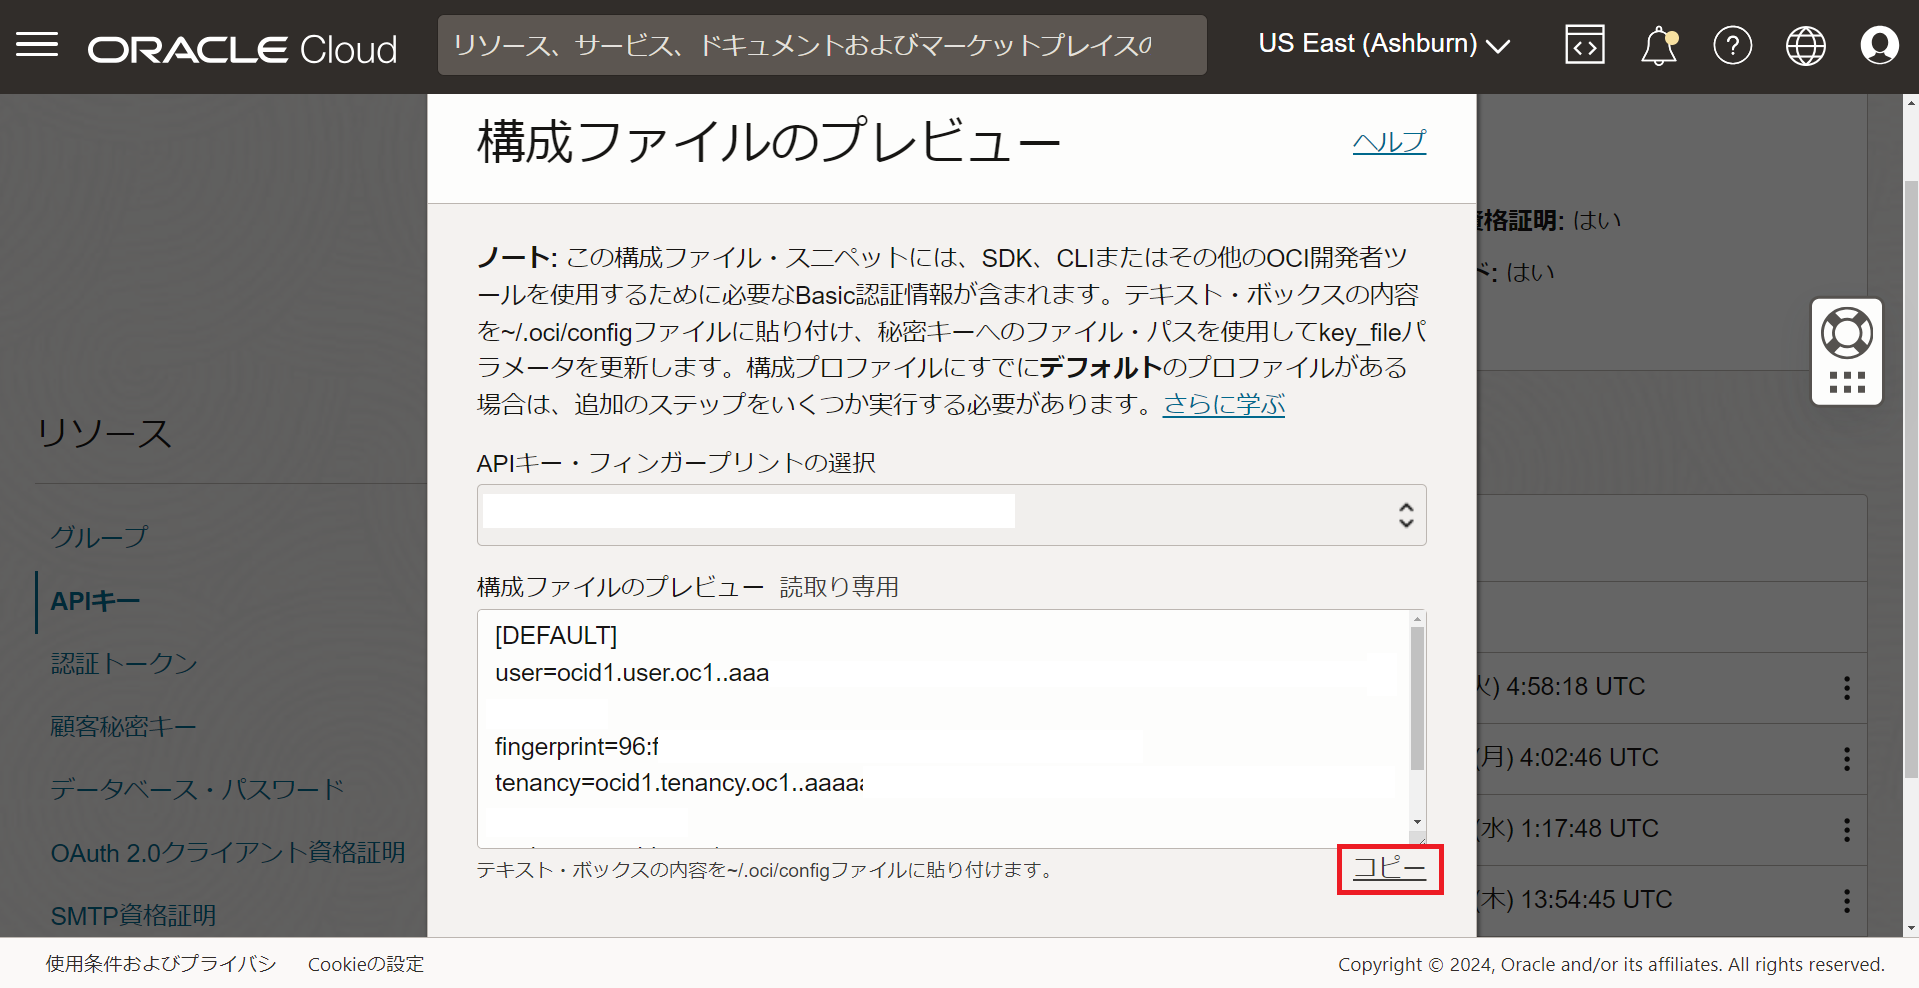 ORACLE Cloud
リソース、サービス、ドキュメントおよびマーケットプレイスの
US East (Ashburn)
構成ファイルのプレビュー
ヘルプ
ノート: この構成ファイル・スニペットには、SDK、CLIまたはその他のOCI開発者ツ
ールを使用するために必要なBasic認証情報が含まれます。テキスト・ボックスの内容
を~/.oci/configファイルに貼り付け、秘密キーへのファイル・パスを使用してkey_fileパ
ラメータを更新します。構成プロファイルにすでにデフォルトのプロファイルがある
場合は、追加のステップをいくつか実行する必要があります。さらに学ぶ
APIキー・フィンガープリントの選択
構成ファイルのプレビュー 読取り専用
[DEFAULT]
user=ocid1.user.oc1..aaa
fingerprint=96:f
tenancy=ocid1.tenancy.oc1..aaaaa
テキスト・ボックスの内容を~/.oci/configファイルに貼り付けます。
コピー
リソース
グループ
APIキー
認証トークン
顧客秘密キー
データベース・パスワード
OAuth 2.0クライアント資格証明
SMTP資格証明
資格証明: はい
ド: はい
火) 4:58:18 UTC
(月) 4:02:46 UTC
(水) 1:17:48 UTC
(木) 13:54:45 UTC
使用条件およびプライバシ
Cookieの設定
Copyright © 2024, Oracle and/or its affiliates. All rights reserved.